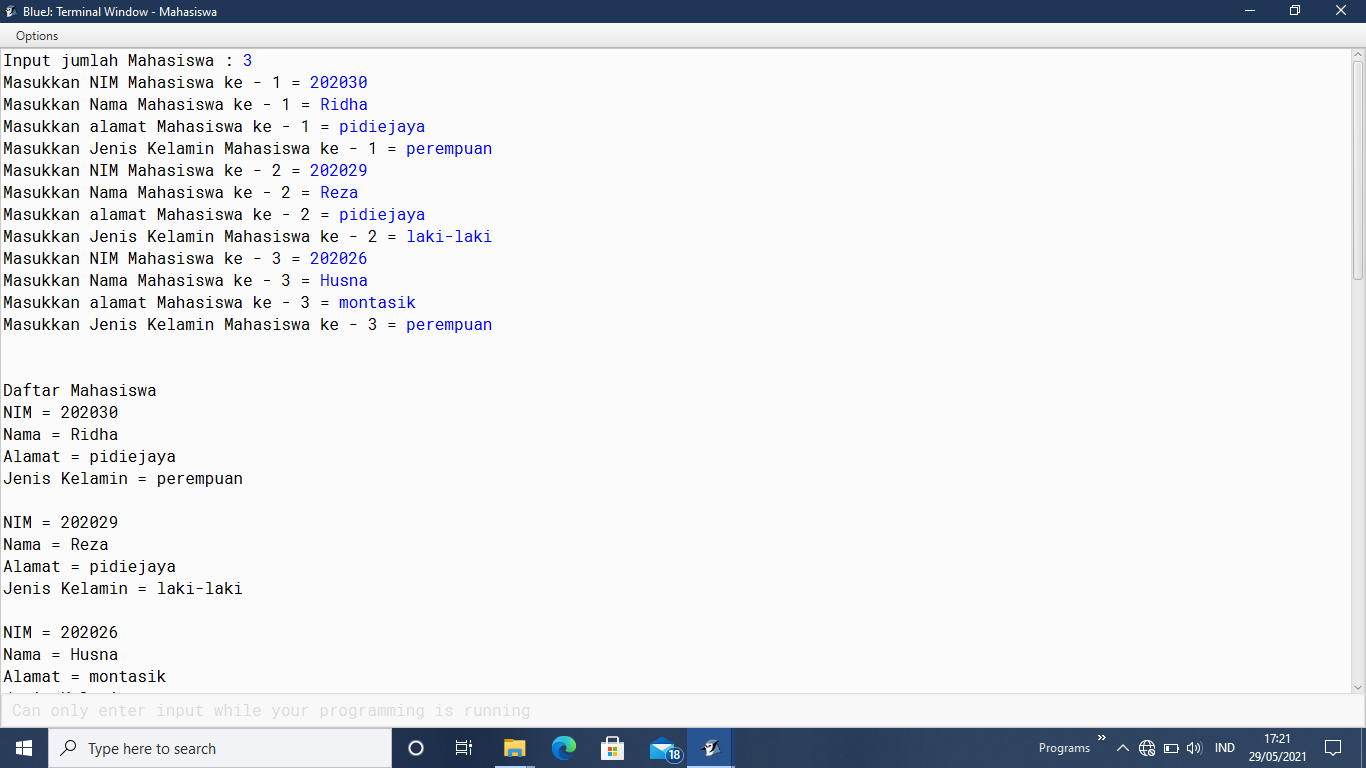 BlueJ: Terminal Window - Mahasiswa
Options
Input jumlah Mahasiswa : 3
Masukkan NIM Mahasiswa ke - 1 = 202030
Masukkan Nama Mahasiswa ke - 1 = Ridha
Masukkan alamat Mahasiswa ke - 1 = pidiejaya
Masukkan Jenis Kelamin Mahasiswa ke - 1 = perempuan
Masukkan NIM Mahasiswa ke - 2 = 202029
Masukkan Nama Mahasiswa ke - 2 = Reza
Masukkan alamat Mahasiswa ke - 2 = pidiejaya
Masukkan Jenis Kelamin Mahasiswa ke - 2 = laki-laki
Masukkan NIM Mahasiswa ke - 3 = 202026
Masukkan Nama Mahasiswa ke - 3 = Husna
Masukkan alamat Mahasiswa ke - 3 = montasik
Masukkan Jenis Kelamin Mahasiswa ke - 3 = perempuan
Daftar Mahasiswa
NIM = 202030
Nama = Ridha
Alamat = pidiejaya
Jenis Kelamin = perempuan
NIM = 202029
Nama = Reza
Alamat = pidiejaya
Jenis Kelamin = laki-laki
NIM = 202026
Nama = Husna
Alamat = montasik
Can only enter input while your programming is running
Type here to search
18
Programs
IND
17:21
29/05/2021